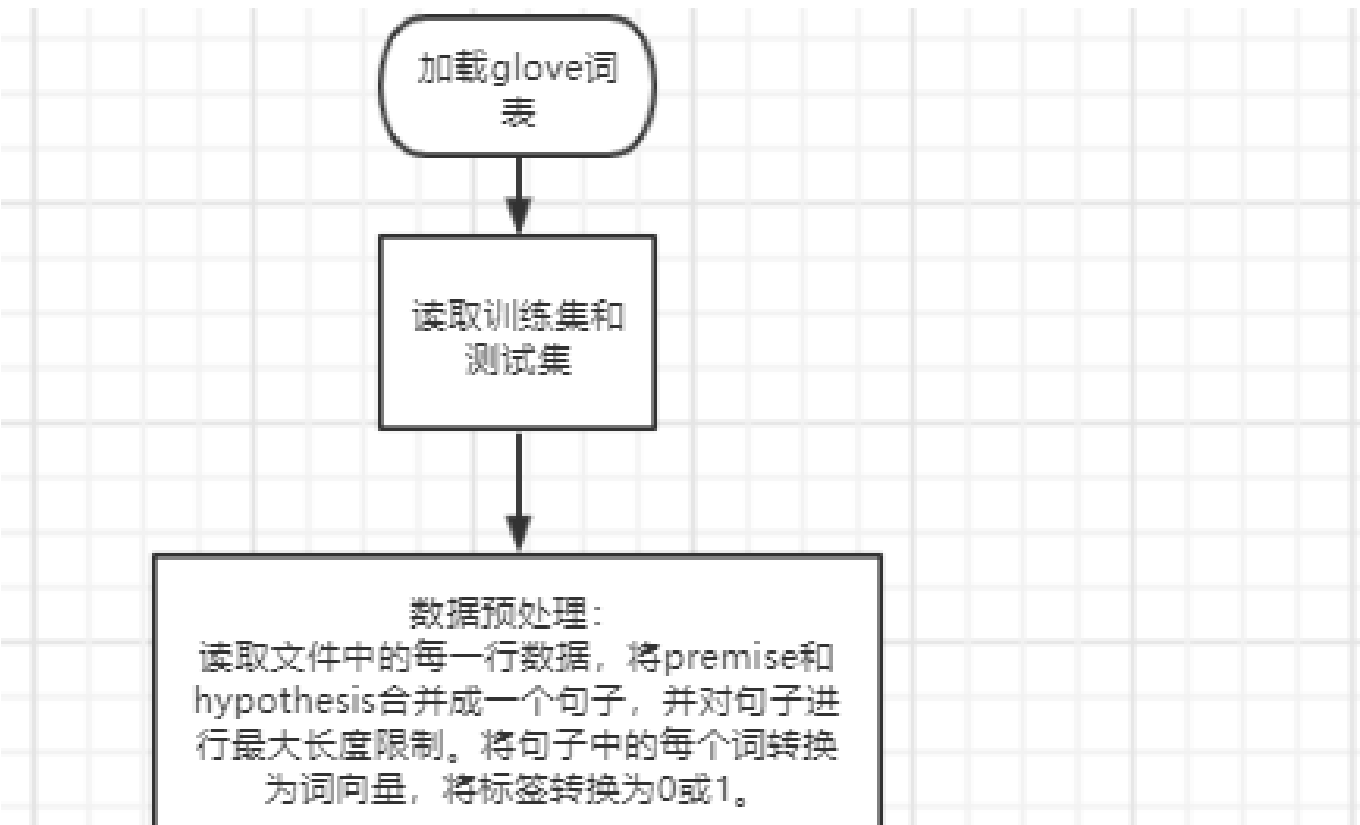 加载glove词
表
读取训练集和
测试集
数据预处理：
读取文件中的每一行数据，将premise和
hypothesis合并成一个句子，并对句子进
行最大长度限制。将句子中的每个词转换
为词向量，将标签转换为0或1。